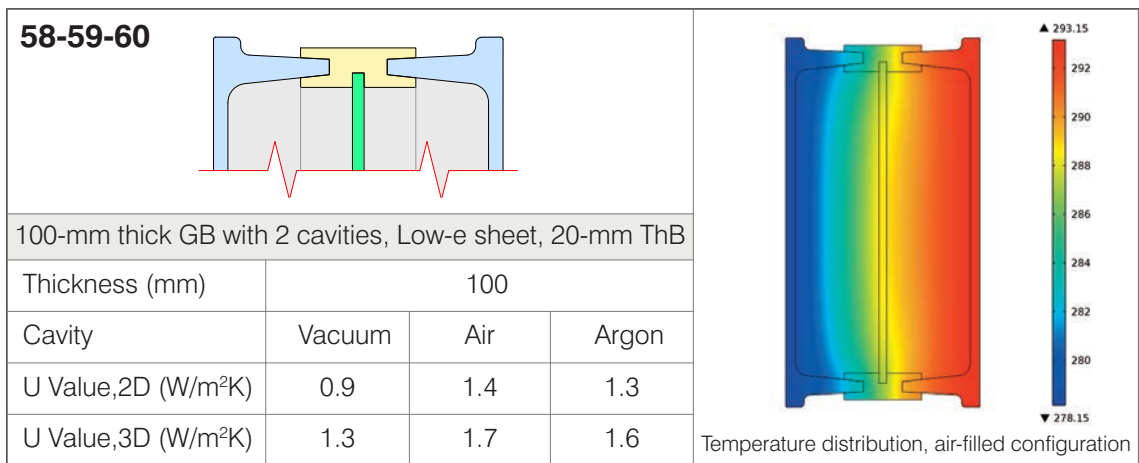 58-59-60
100-mm thick GB with 2 cavities, Low-e sheet, 20-mm ThB
Thickness (mm) 100
Cavity Vacuum Air Argon
U Value,2D (W/m²K) 0.9 1.4 1.3
U Value,3D (W/m²K) 1.3 1.7 1.6
▲ 293.15
292
290
288
286
284
282
280
▼ 278.15
Temperature distribution, air-filled configuration